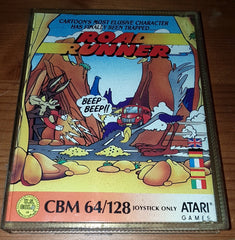 CARTOON'S MOST ELUSIVE CHARACTER
HAS FINALLY BEEN TRAPPED
ROAD
RUNNER
BEEP
BEEP!!
CBM 64/128 JOYSTICK ONLY
ATARI
GAMES